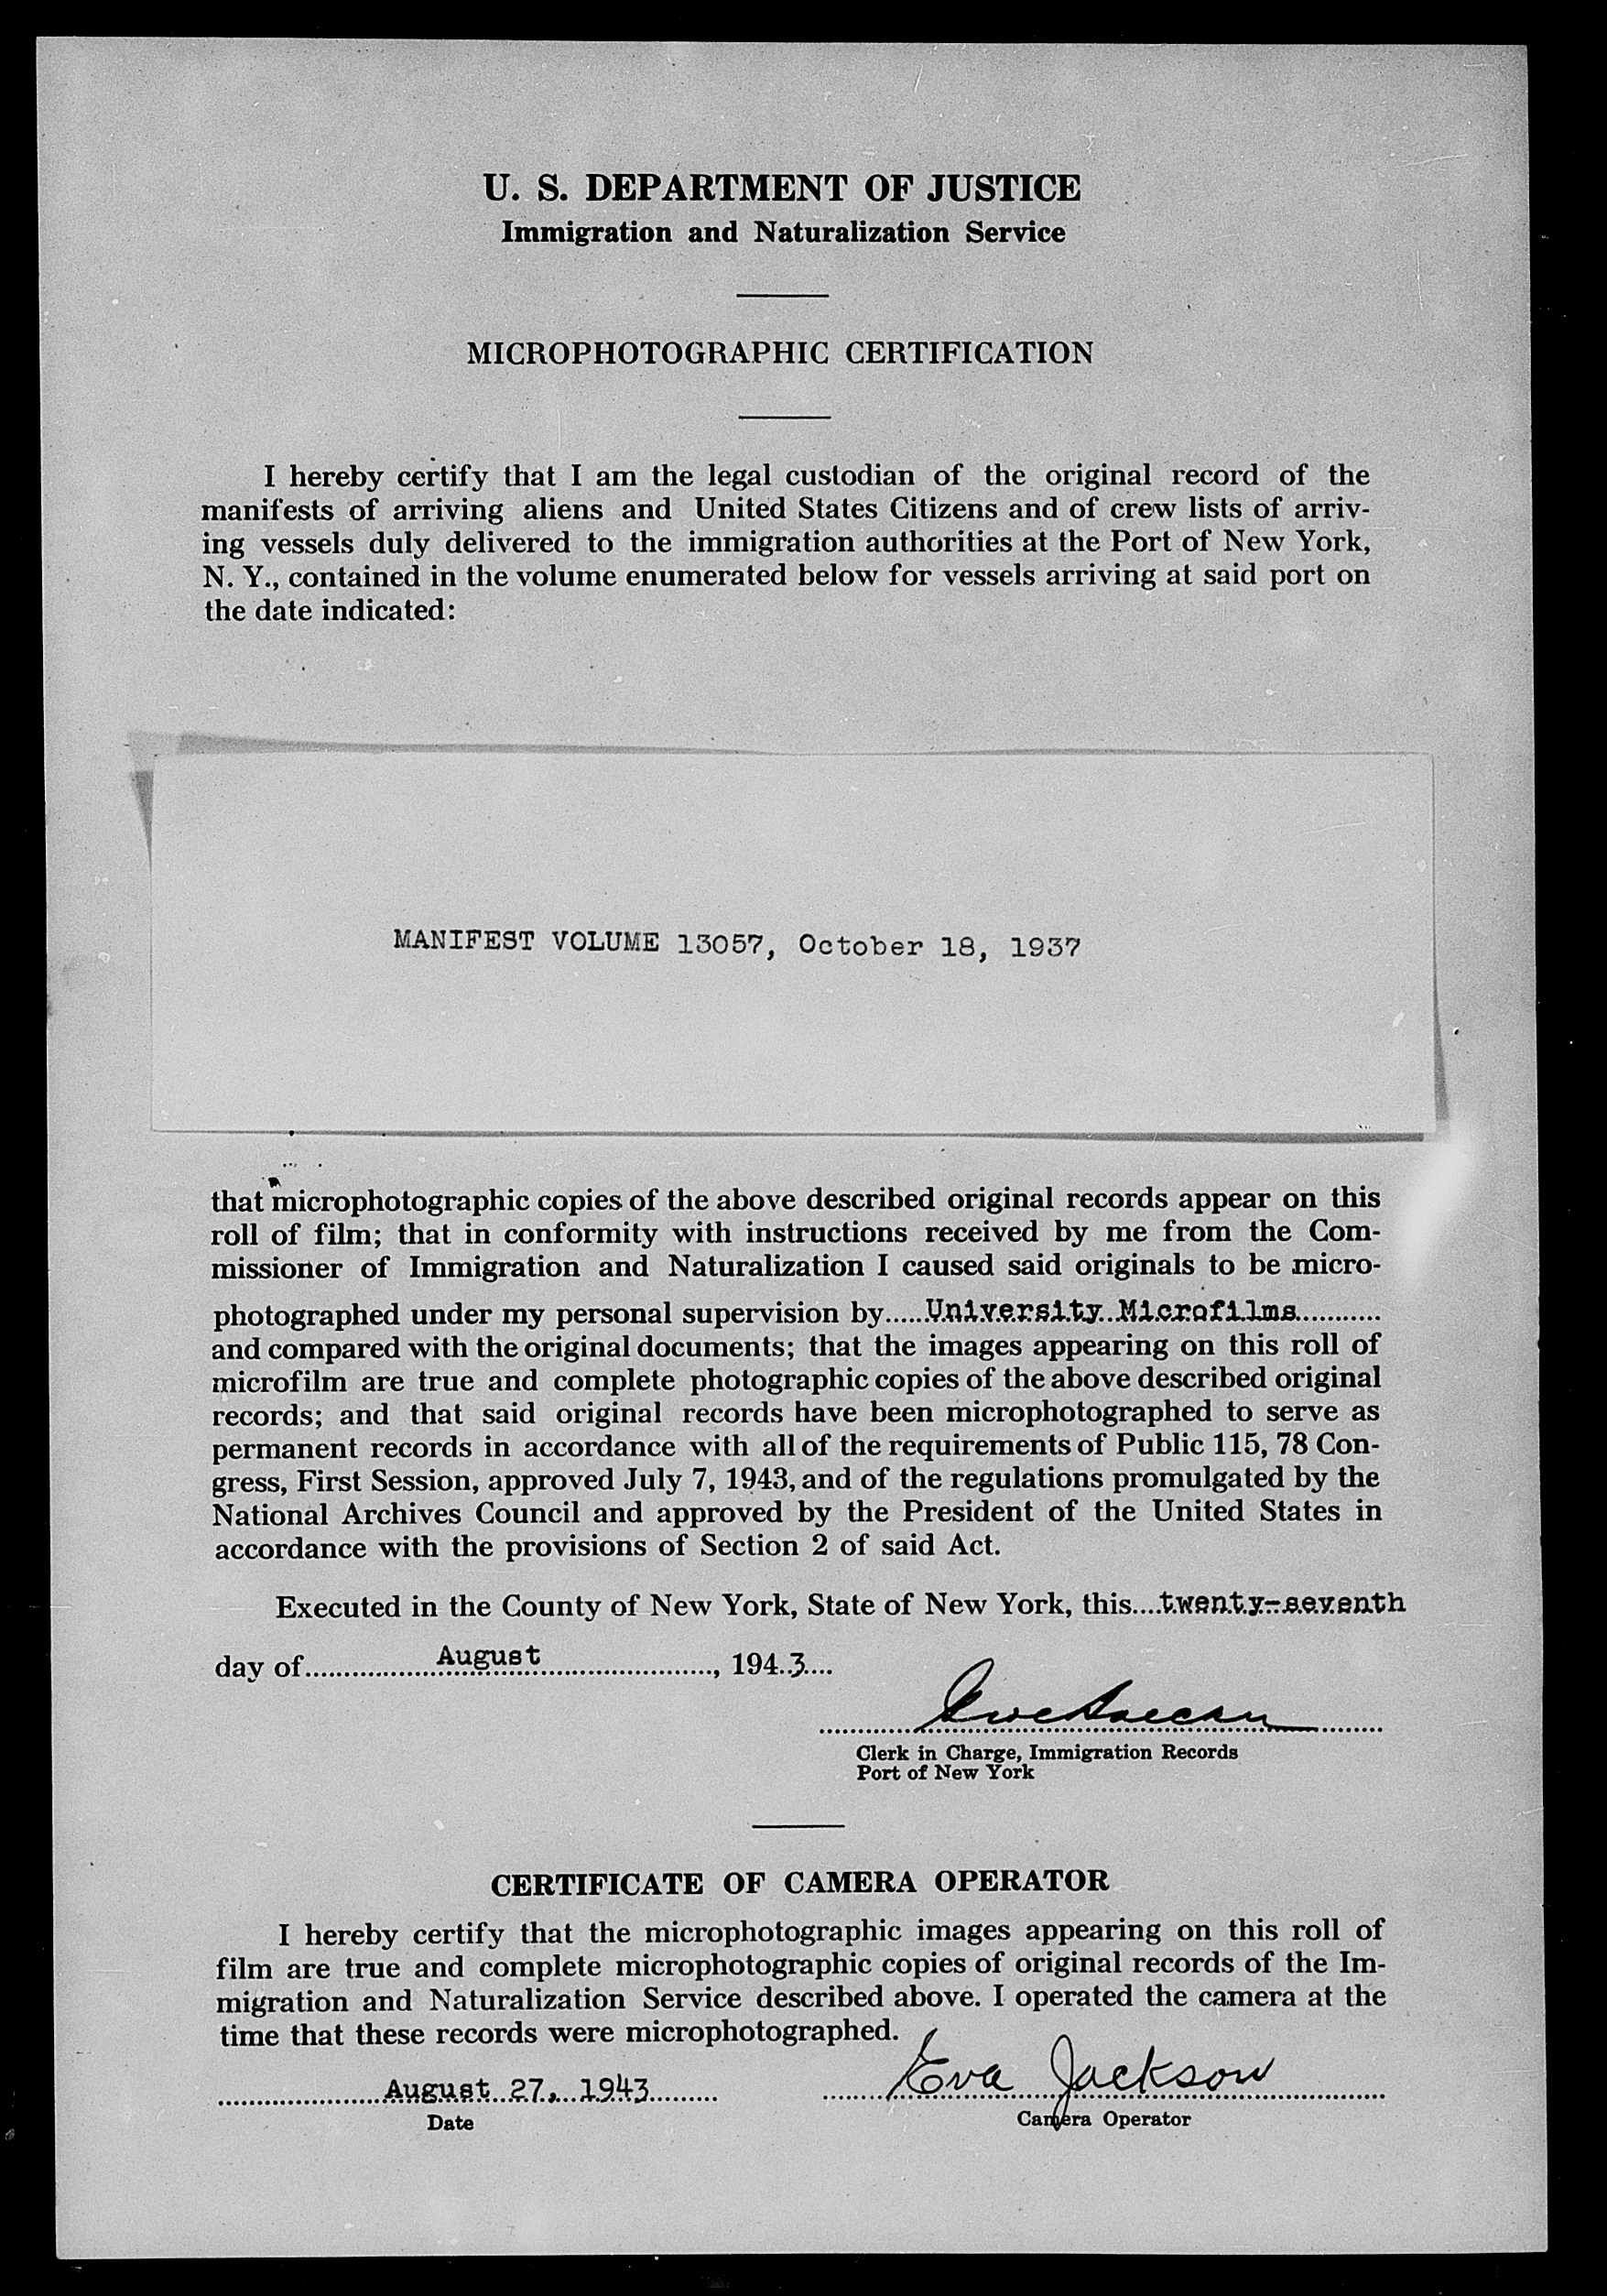 U. S. DEPARTMENT OF JUSTICE
Immigration and Naturalization Service
MICROPHOTOGRAPHIC CERTIFICATION
I hereby certify that I am the legal custodian of the original record of the
manifests of arriving aliens and United States Citizens and of crew lists of arriv-
ing vessels duly delivered to the immigration authorities at the Port of New York,
N. Y., contained in the volume enumerated below for vessels arriving at said port on
the date indicated:
MANIFEST VOLUME 13057, October 18, 1937
that microphotographic copies of the above described original records appear on this
roll of film; that in conformity with instructions received by me from the Com-
missioner of Immigration and Naturalization I caused said originals to be micro-
photographed under my personal supervision by.....University Microfilms..........
and compared with the original documents; that the images appearing on this roll of
microfilm are true and complete photographic copies of the above described original
records; and that said original records have been microphotographed to serve as
permanent records in accordance with all of the requirements of Public 115, 78 Con-
gress, First Session, approved July 7, 1943, and of the regulations promulgated by the
National Archives Council and approved by the President of the United States in
accordance with the provisions of Section 2 of said Act.
Executed in the County of New York, State of New York, this....twenty-seventh
day of..................August........................, 194..3....
Clerk in Charge, Immigration Records
Port of New York
CERTIFICATE OF CAMERA OPERATOR
I hereby certify that the microphotographic images appearing on this roll of
film are true and complete microphotographic copies of original records of the Im-
migration and Naturalization Service described above. I operated the camera at the
time that these records were microphotographed.
......................August 27, 1943......... Eva Jackson
Date Camera Operator